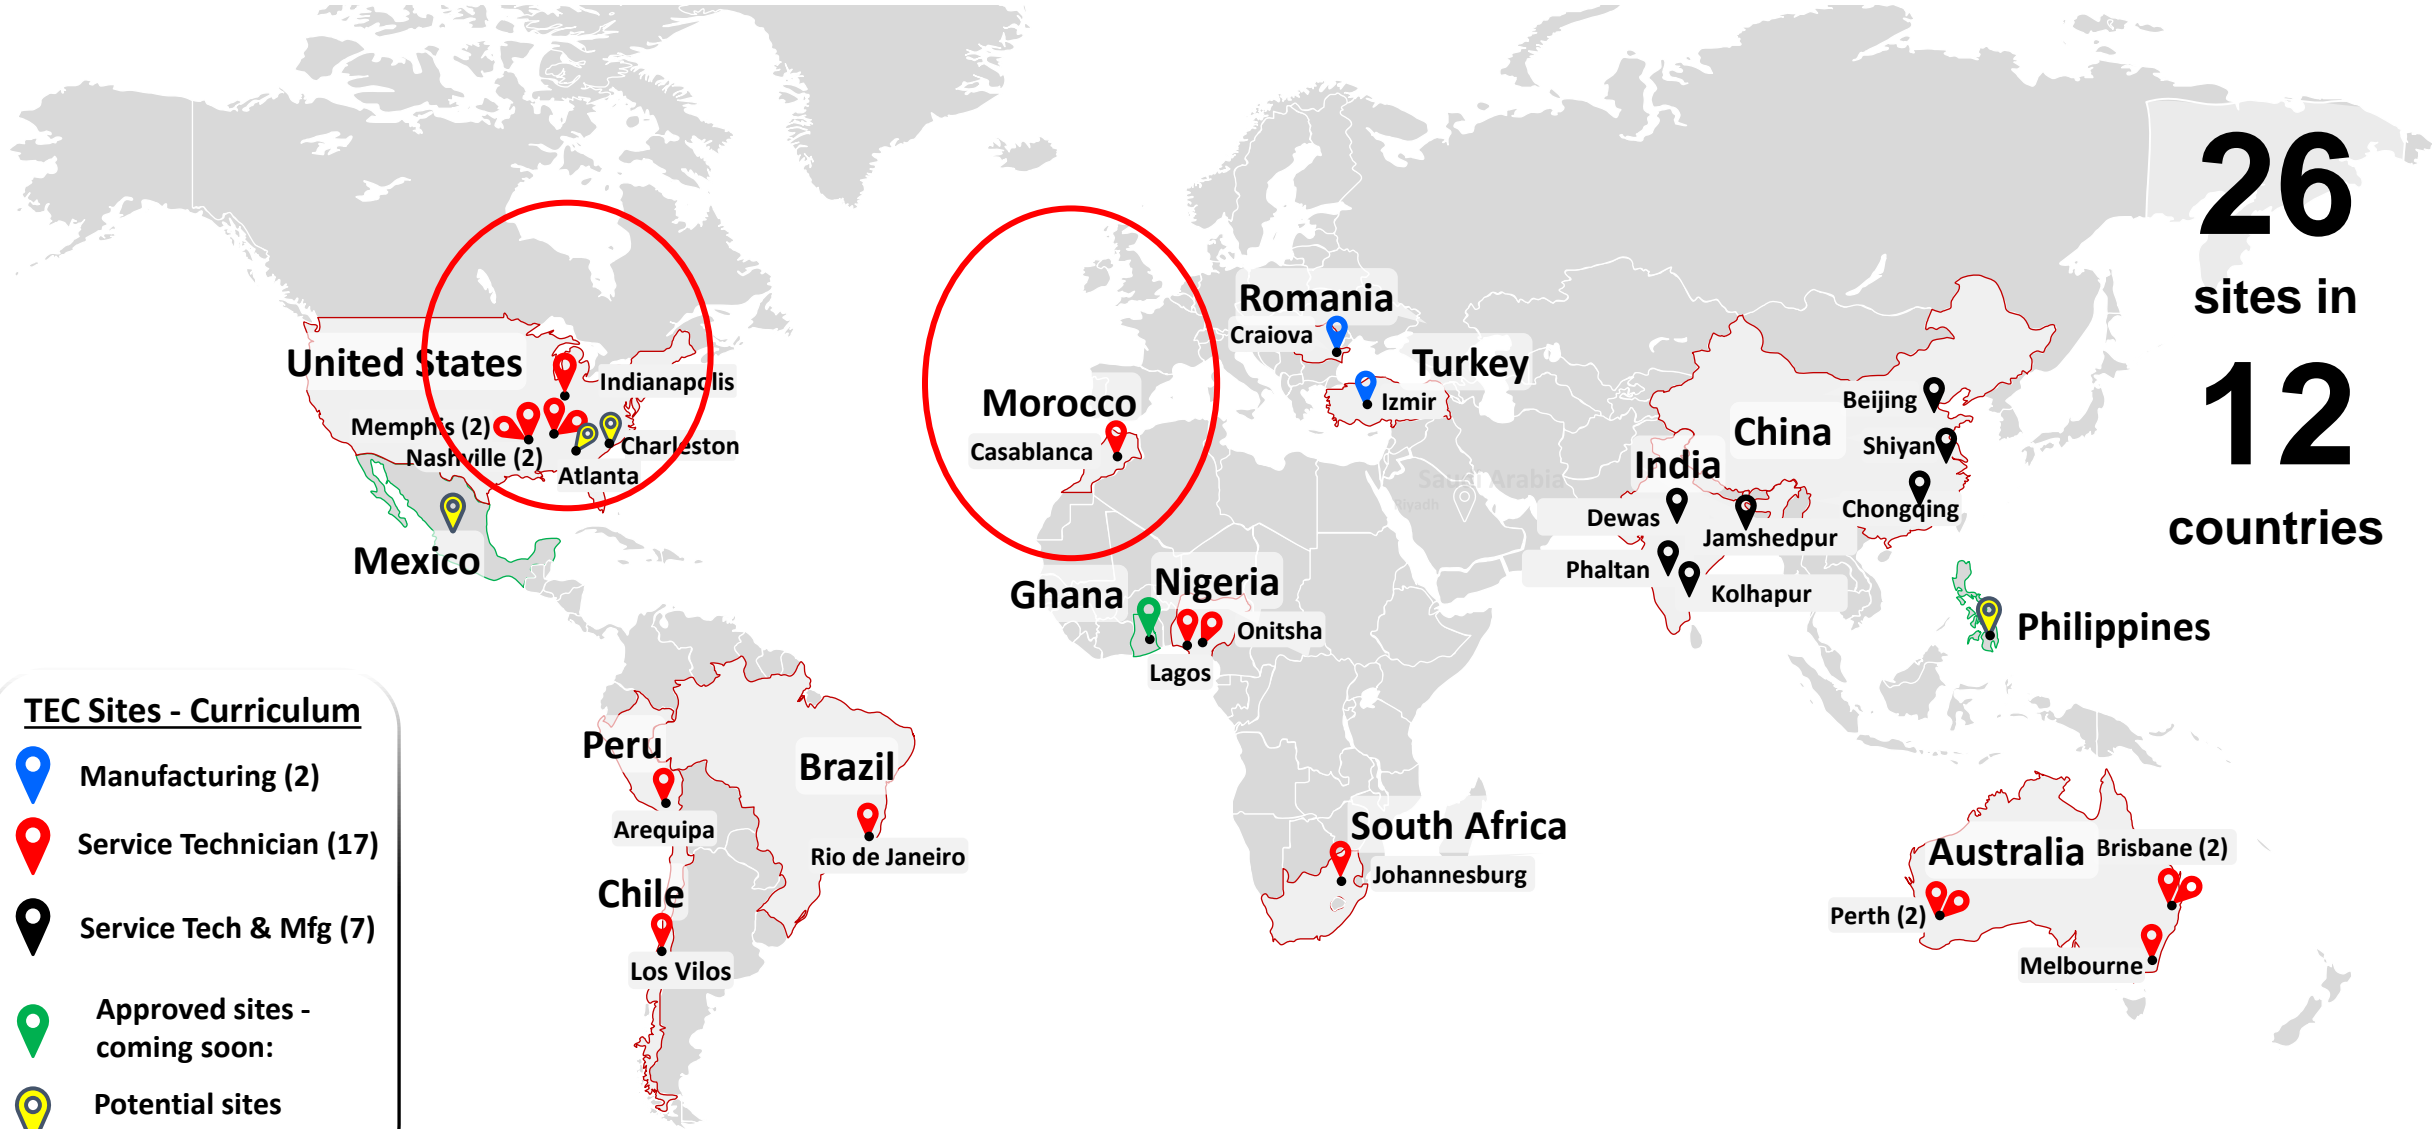 26
sites in
12
countries
United States
Indianapolis
Memphis (2)
Nashville (2)
Charleston
Atlanta
Mexico
Morocco
Casablanca
Romania
Craiova
Turkey
Izmir
Saudi Arabia
Riyadh
China
Beijing
Shiyan
Chongqing
India
Dewas
Jamshedpur
Phaltan
Kolhapur
Ghana
Nigeria
Onitsha
Lagos
Philippines
Peru
Arequipa
Brazil
Rio de Janeiro
Chile
Los Vilos
South Africa
Johannesburg
Australia
Brisbane (2)
Perth (2)
Melbourne
TEC Sites - Curriculum
Manufacturing (2)
Service Technician (17)
Service Tech & Mfg (7)
Approved sites -
coming soon:
Potential sites